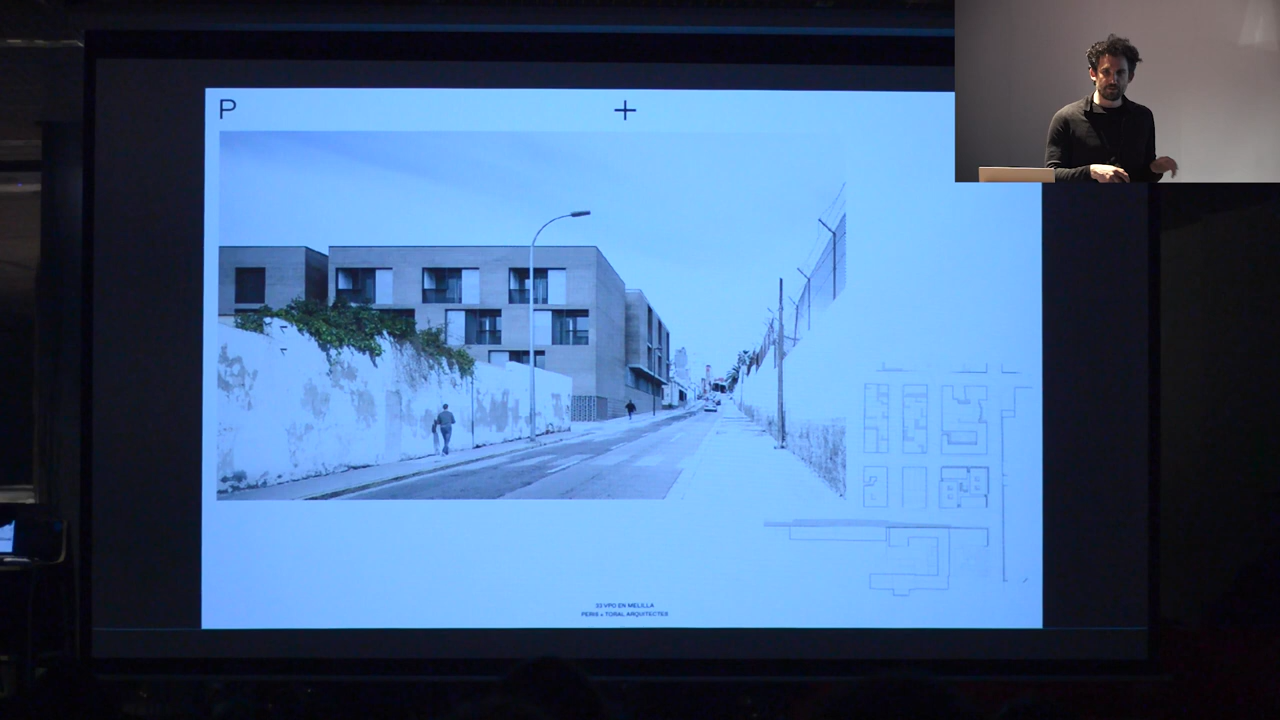 P
+
33 VPO EN MELILLA
PERIS + TORAL ARQUITECTES